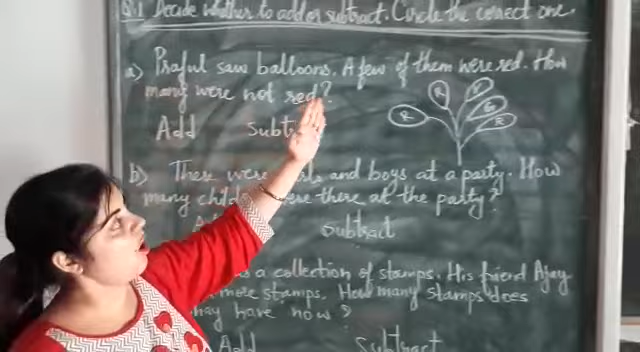 Q.1 Decide whether to add or subtract. Circle the correct one.
a) Praful saw balloons. A few of them were red. How
many were not red?
Add
b) There were and boys at a party. How
many were there at the party?
subtract
a collection of stamps. His friend Ajay
more stamps. How many stamps does
have now?
Add Subtract